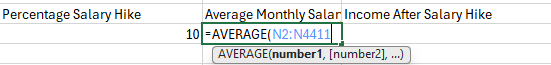 Percentage Salary Hike Average Monthly Salar Income After Salary Hike
10 =AVERAGE(N2:N4411
AVERAGE(number1, [number2], ...)